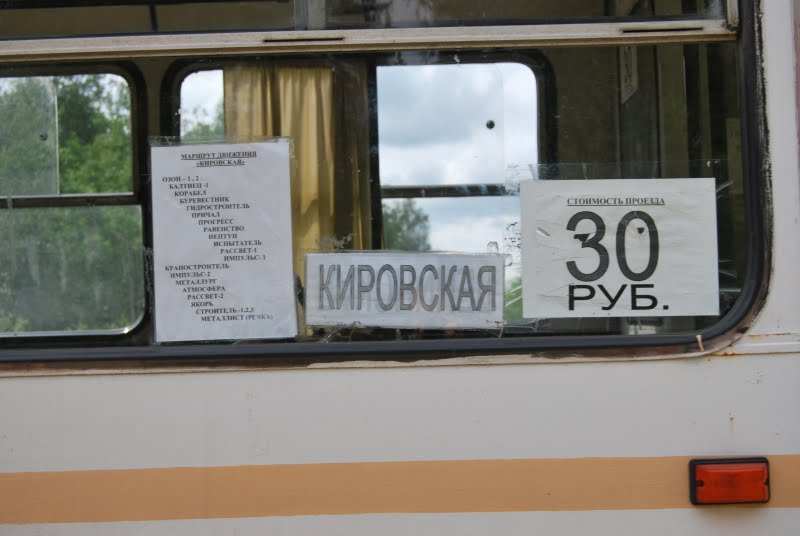 МАРШРУТ ДВИЖЕНИЯ
«КИРОВСКАЯ»
ОЗОН – 1, 2 -
БАЛТИЕЦ -1
КОРАБЕЛ
БУРЕВЕСТНИК
ГИДРОСТРОИТЕЛЬ
ПРИЧАЛ
ПРОГРЕСС
РАВЕНСТВО
НЕПТУН
ИСПЫТАТЕЛЬ
РАССВЕТ-1
ИМПУЛЬС- 3
КРАНОСТРОИТЕЛЬ
ИМПУЛЬС-2
МЕТАЛЛУРГ
АТМОСФЕРА
РАССВЕТ-2
ЯКОРЬ
СТРОИТЕЛЬ -1,2,3
МЕТАЛЛИСТ (РЕЧКА)
КИРОВСКАЯ
СТОИМОСТЬ ПРОЕЗДА
30
РУБ.